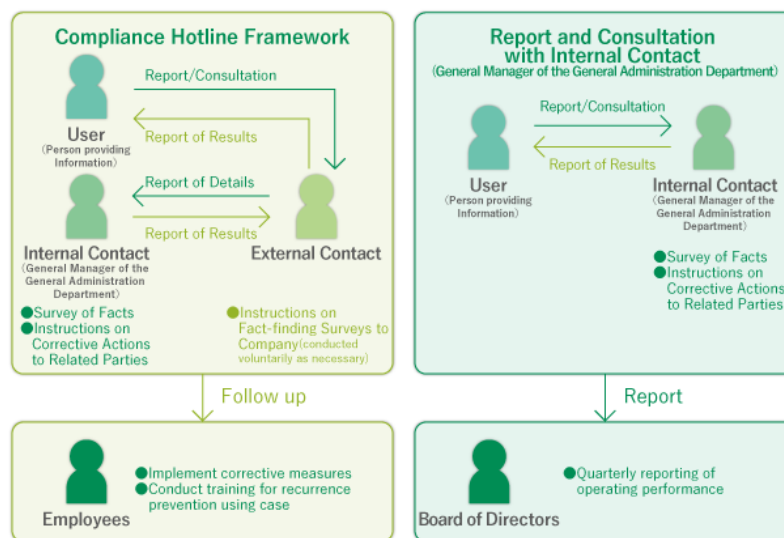 Compliance Hotline Framework
Report/Consultation
User
(Person providing
Information)
Report of Results
Report of Details
Report of Results
Internal Contact
(General Manager of the
General Administration
Department)
External Contact
●Survey of Facts
●Instructions on
Corrective Actions
to Related Parties
●Instructions on
Fact-finding Surveys to
Company(conducted
voluntarily as necessary)
Follow up
Employees
●Implement corrective measures
●Conduct training for recurrence
prevention using case
Report and Consultation
with Internal Contact
(General Manager of the General Administration Department)
Report/Consultation
Report of Results
User
(Person providing
Information)
Internal Contact
(General Manager of the
General Administration
Department)
●Survey of Facts
●Instructions on
Corrective Actions
to Related Parties
Report
Board of Directors
●Quarterly reporting of
operating performance